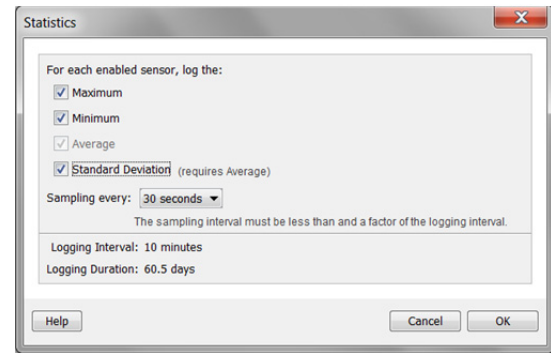 Statistics
For each enabled sensor, log the:
Maximum
Minimum
Average
Standard Deviation (requires Average)
Sampling every: 30 seconds
The sampling interval must be less than and a factor of the logging interval.
Logging Interval: 10 minutes
Logging Duration: 60.5 days
Help Cancel OK